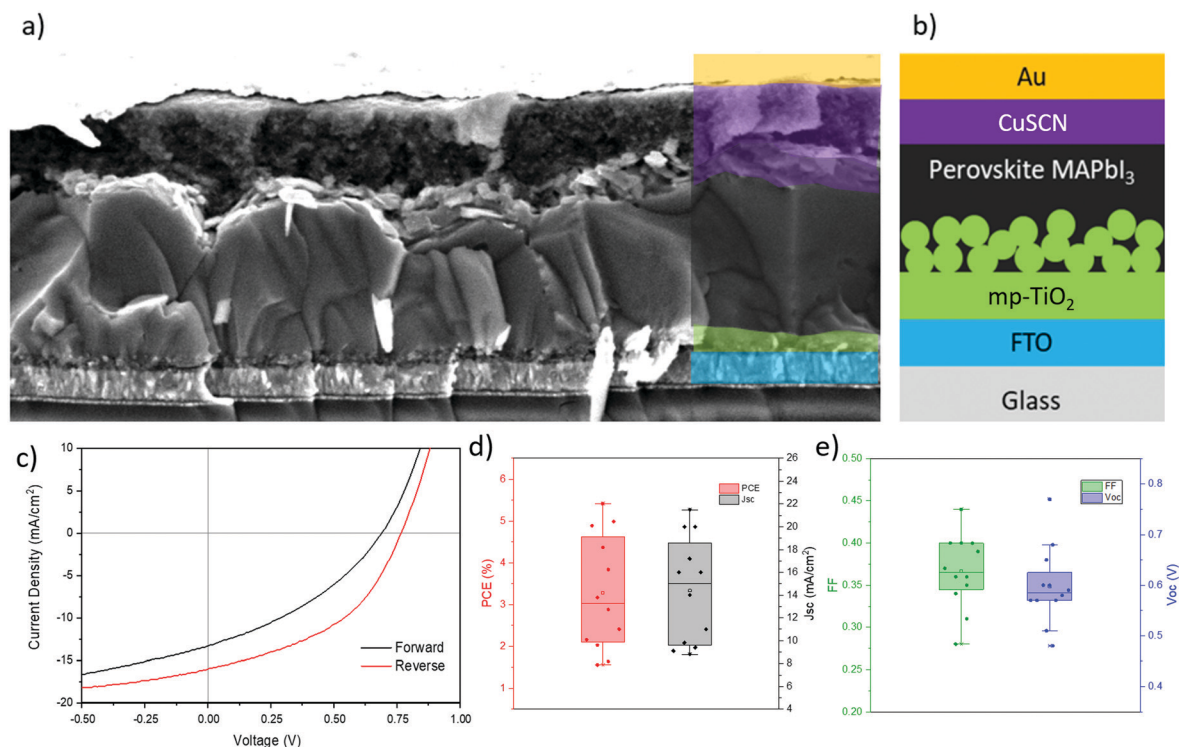 a)
b)
Au
CuSCN
Perovskite MAPbI₃
mp-TiO₂
FTO
Glass
c)
10
5
0
-5
-10
-15
-20
-0.50
-0.25
0.00
0.25
0.50
0.75
1.00
Current Density (mA/cm²)
Voltage (V)
Forward
Reverse
d)
6
5
4
3
2
1
PCE (%)
PCE
Jsc
26
24
22
20
18
16
14
12
10
8
6
4
Jsc (mA/cm²)
e)
0.50
0.45
0.40
0.35
0.30
0.25
0.20
FF
FF
Voc
0.8
0.7
0.6
0.5
0.4
Voc (V)